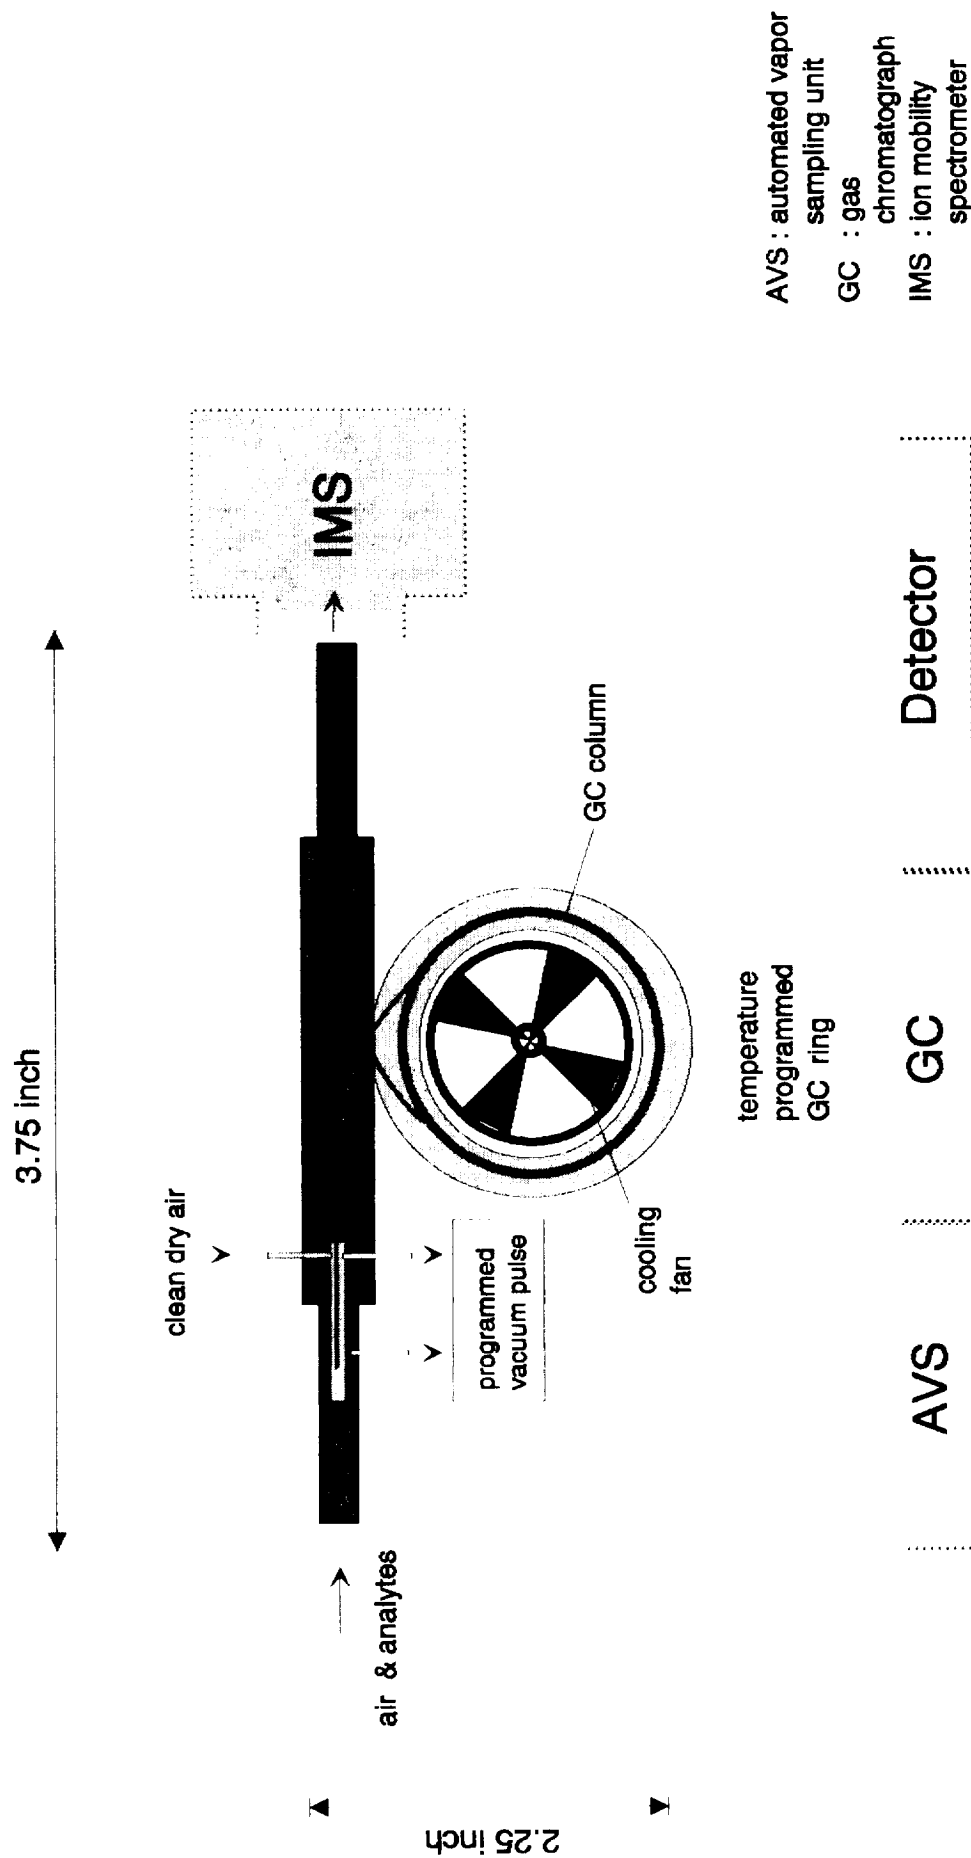 3.75 inch
2.25 inch
clean dry air
air & analytes
IMS
programmed
vacuum pulse
cooling
fan
GC column
temperature
programmed
GC ring
AVS
GC
Detector
AVS : automated vapor
sampling unit
GC : gas
chromatograph
IMS : ion mobility
spectrometer